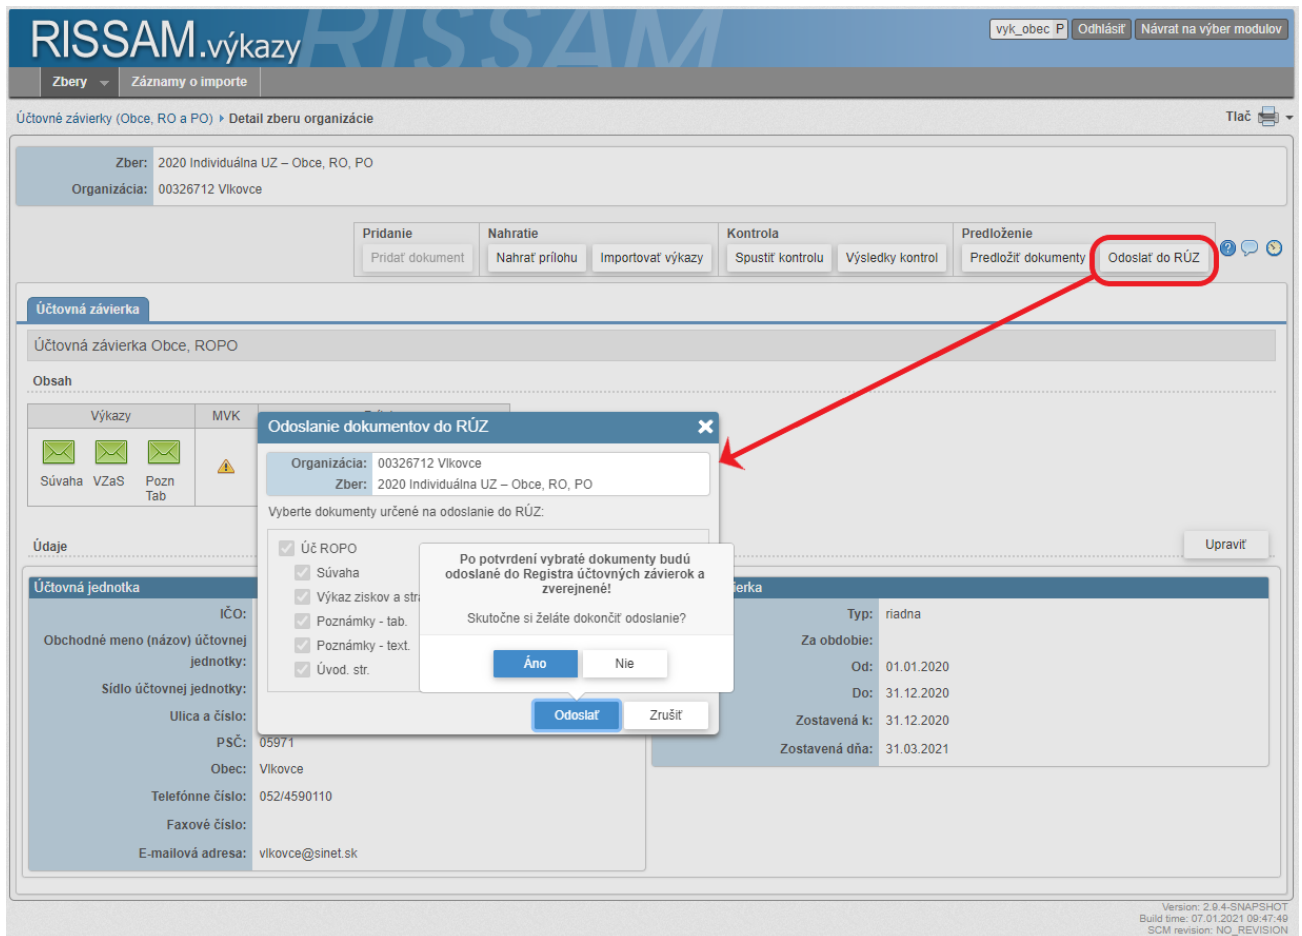 RISSAM
RISSAM.výkazy
vyk_obec P Odhlásiť Návrat na výber modulov
Zbery Záznamy o importe
Účtovné závierky (Obce, RO a PO) Detail zberu organizácie Tlač
Zber: 2020 Individuálna UZ – Obce, RO, PO
Organizácia: 00326712 Vlkovce
Pridanie Nahratie Kontrola Predloženie
Pridať dokument Nahrať prílohu Importovať výkazy Spustiť kontrolu Výsledky kontrol Predložiť dokumenty Odoslať do RÚZ
Účtovná závierka
Účtovná závierka Obce, ROPO
Obsah
Výkazy MVK
Súvaha VZaS Pozn
Tab
Odoslanie dokumentov do RÚZ
Organizácia: 00326712 Vlkovce
Zber: 2020 Individuálna UZ – Obce, RO, PO
Vyberte dokumenty určené na odoslanie do RÚZ:
Úč ROPO
Súvaha
Výkaz ziskov a stra
Poznámky - tab.
Poznámky - text.
Úvod. str.
Po potvrdení vybraté dokumenty budú
odoslané do Registra účtovných závierok a
zverejnené!
Skutočne si želáte dokončiť odoslanie?
Áno Nie
Odoslať Zrušiť
Údaje Upraviť
Účtovná jednotka
IČO:
Obchodné meno (názov) účtovnej
jednotky:
Sídlo účtovnej jednotky:
Ulica a číslo:
PSČ: 05971
Obec: Vlkovce
Telefónne číslo: 052/4590110
Faxové číslo:
E-mailová adresa: vlkovce@sinet.sk
ierka
Typ: riadna
Za obdobie:
Od: 01.01.2020
Do: 31.12.2020
Zostavená k: 31.12.2020
Zostavená dňa: 31.03.2021
Version: 2.9.4-SNAPSHOT
Build time: 07.01.2021 09:47:49
SCM revision: NO_REVISION